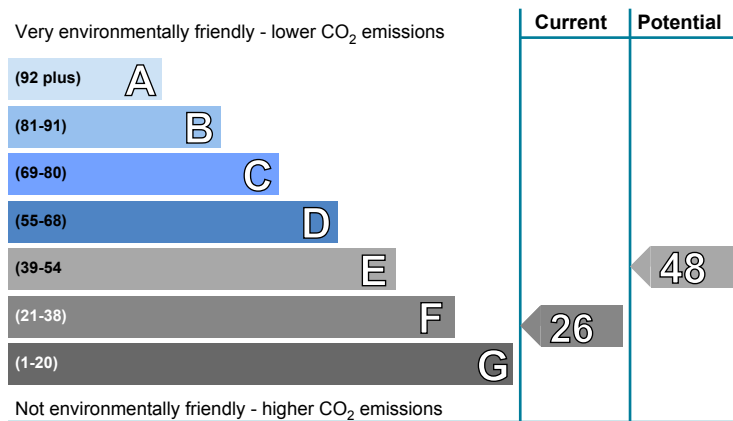 Very environmentally friendly - lower CO2 emissions
Current
Potential
(92 plus) A
(81-91) B
(69-80) C
(55-68) D
(39-54 E
48
(21-38) F
26
(1-20) G
Not environmentally friendly - higher CO2 emissions